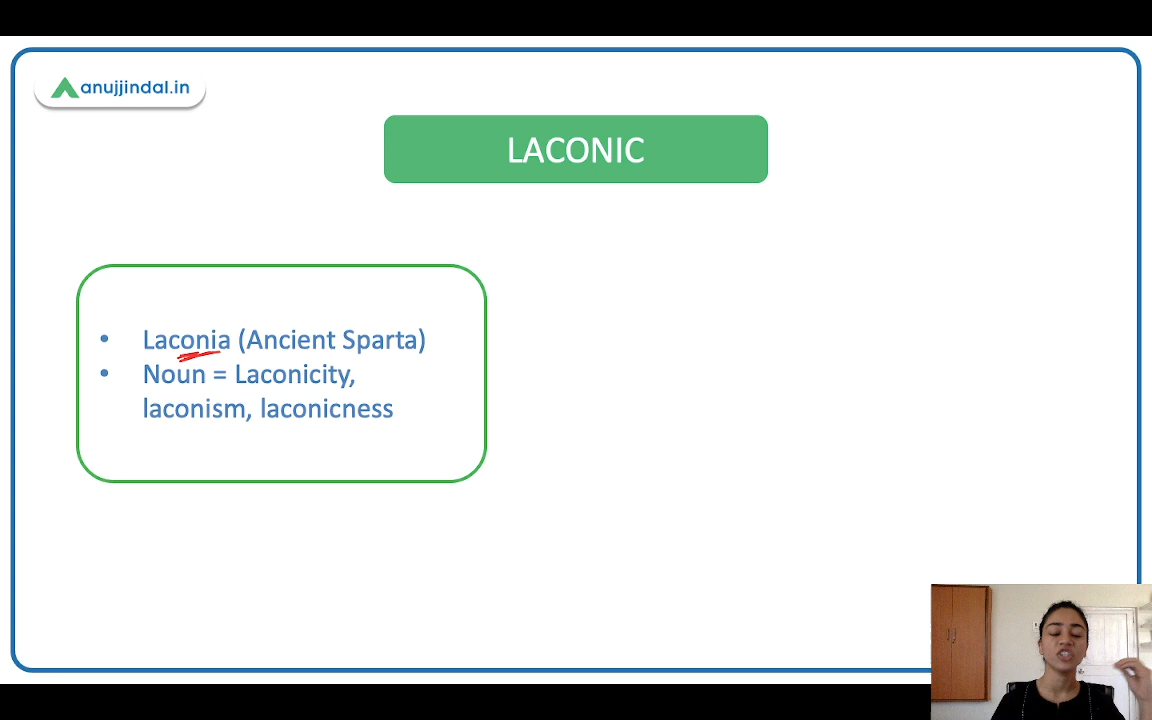 anujjindal.in
LACONIC
• Laconia (Ancient Sparta)
• Noun = Laconicity,
laconism, laconicness